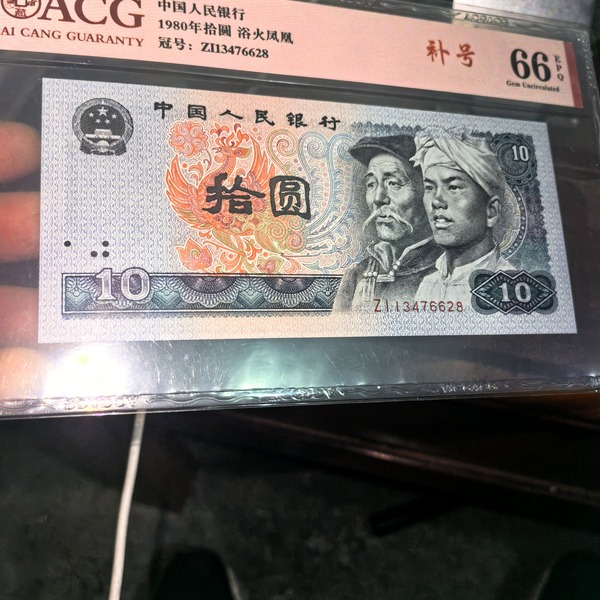 ACG
AI CANG GUARANTY
中国人民银行
1980年拾圆 浴火凤凰
冠号：ZI13476628
补号
66 EPQ
Gem Uncirculated
中国人民银行
10
拾圆
10
10
ZI13476628